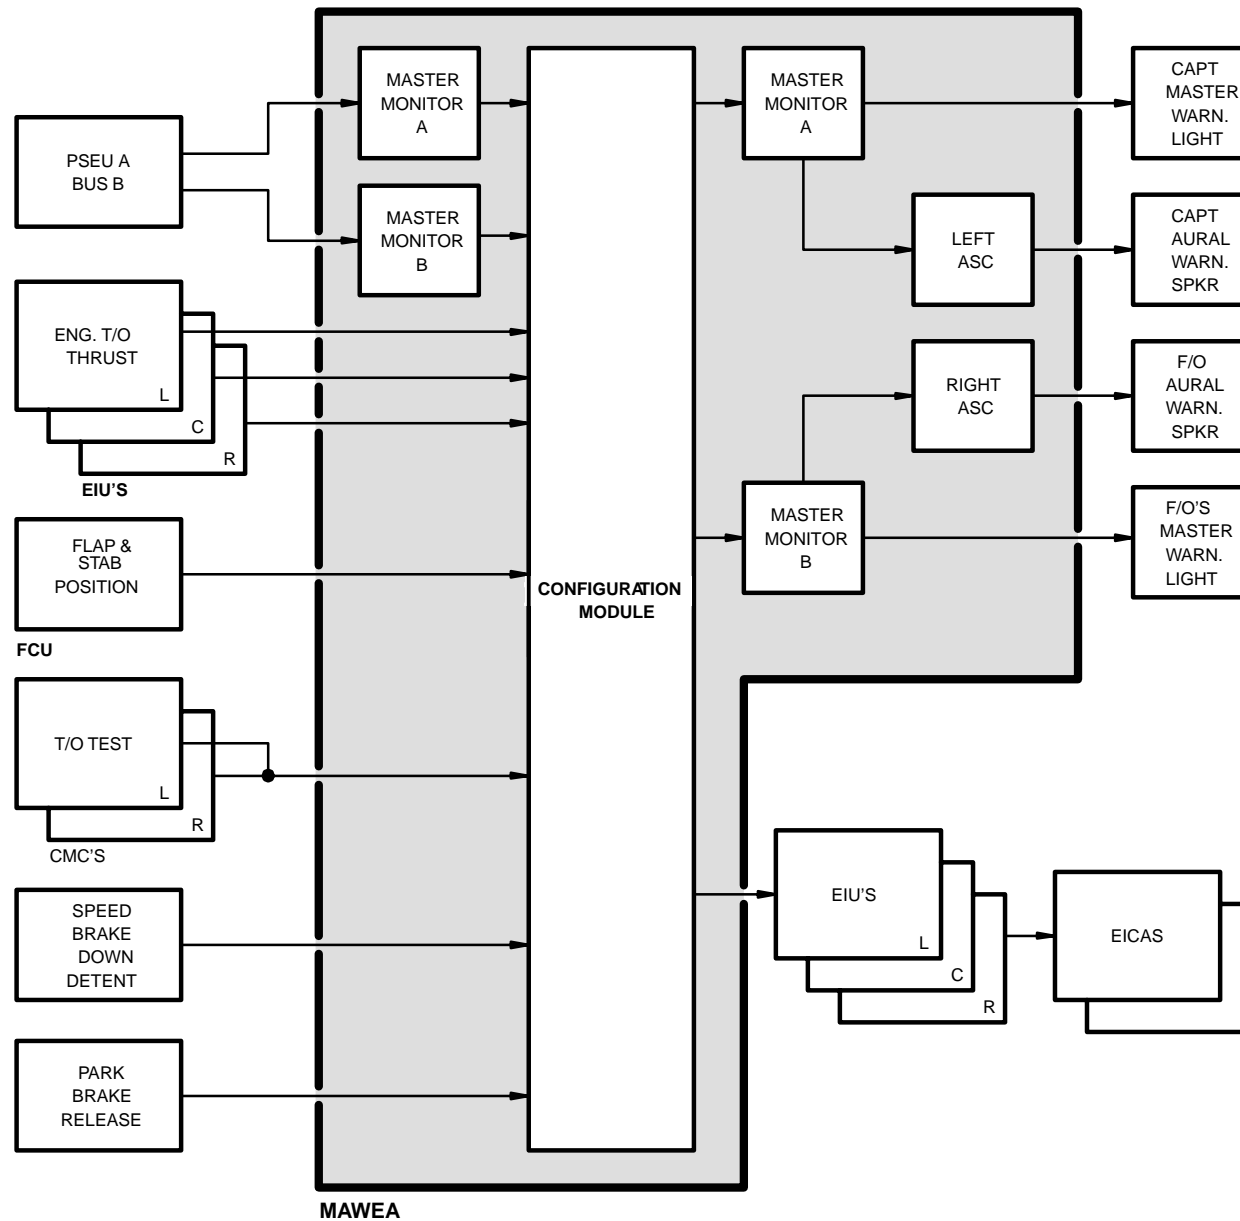 PSEU A
BUS B
ENG. T/O
THRUST
L
C
R
EIU'S
FLAP &
STAB
POSITION
FCU
T/O TEST
L
R
CMC'S
SPEED
BRAKE
DOWN
DETENT
PARK
BRAKE
RELEASE
MASTER
MONITOR
A
MASTER
MONITOR
B
CONFIGURATION
MODULE
MASTER
MONITOR
A
LEFT
ASC
RIGHT
ASC
MASTER
MONITOR
B
CAPT
MASTER
WARN.
LIGHT
CAPT
AURAL
WARN.
SPKR
F/O
AURAL
WARN.
SPKR
F/O'S
MASTER
WARN.
LIGHT
EIU'S
L
C
R
EICAS
MAWEA